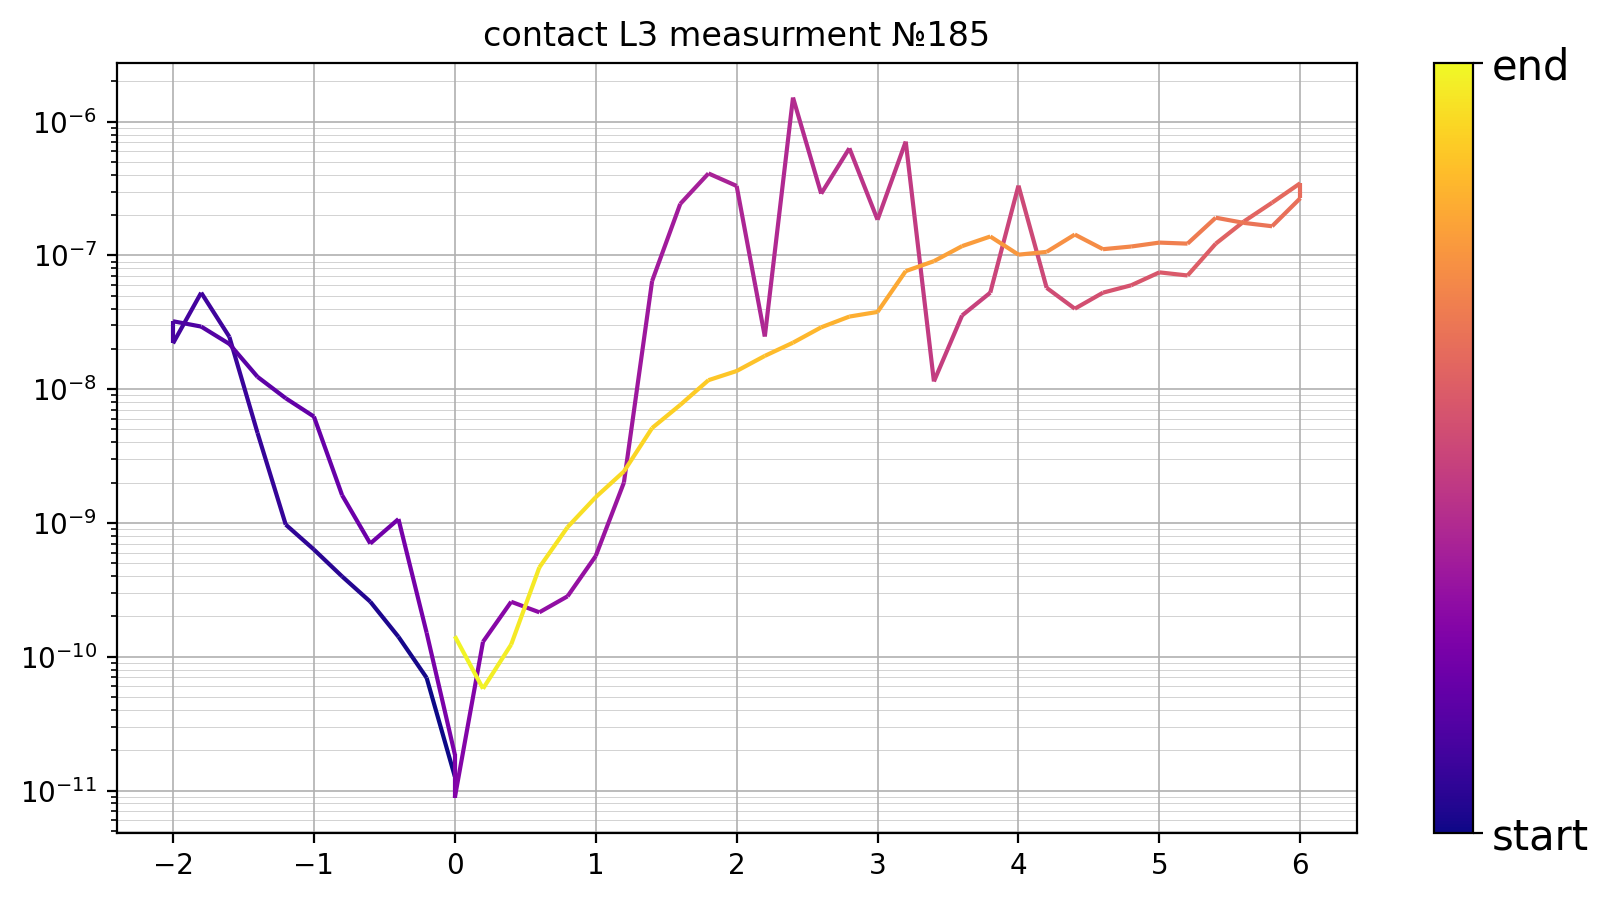 contact L3 measurment №185
10⁻⁶
10⁻⁷
10⁻⁸
10⁻⁹
10⁻¹⁰
10⁻¹¹
−2 −1 0 1 2 3 4 5 6
end
start